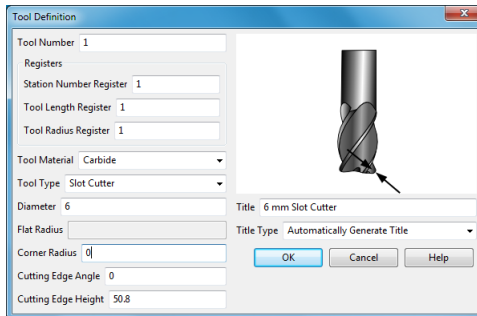 Tool Definition
Tool Number 1
Registers
Station Number Register 1
Tool Length Register 1
Tool Radius Register 1
Tool Material Carbide
Tool Type Slot Cutter
Diameter 6
Flat Radius
Corner Radius 0
Cutting Edge Angle 0
Cutting Edge Height 50.8
Title 6 mm Slot Cutter
Title Type Automatically Generate Title
OK Cancel Help